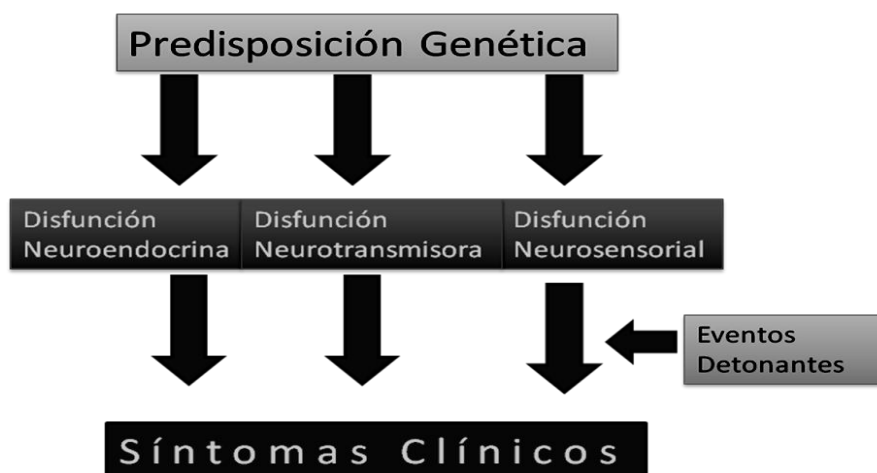 Predisposición Genética
Disfunción
Neuroendocrina
Disfunción
Neurotransmisora
Disfunción
Neurosensorial
Eventos
Detonantes
Síntomas Clínicos